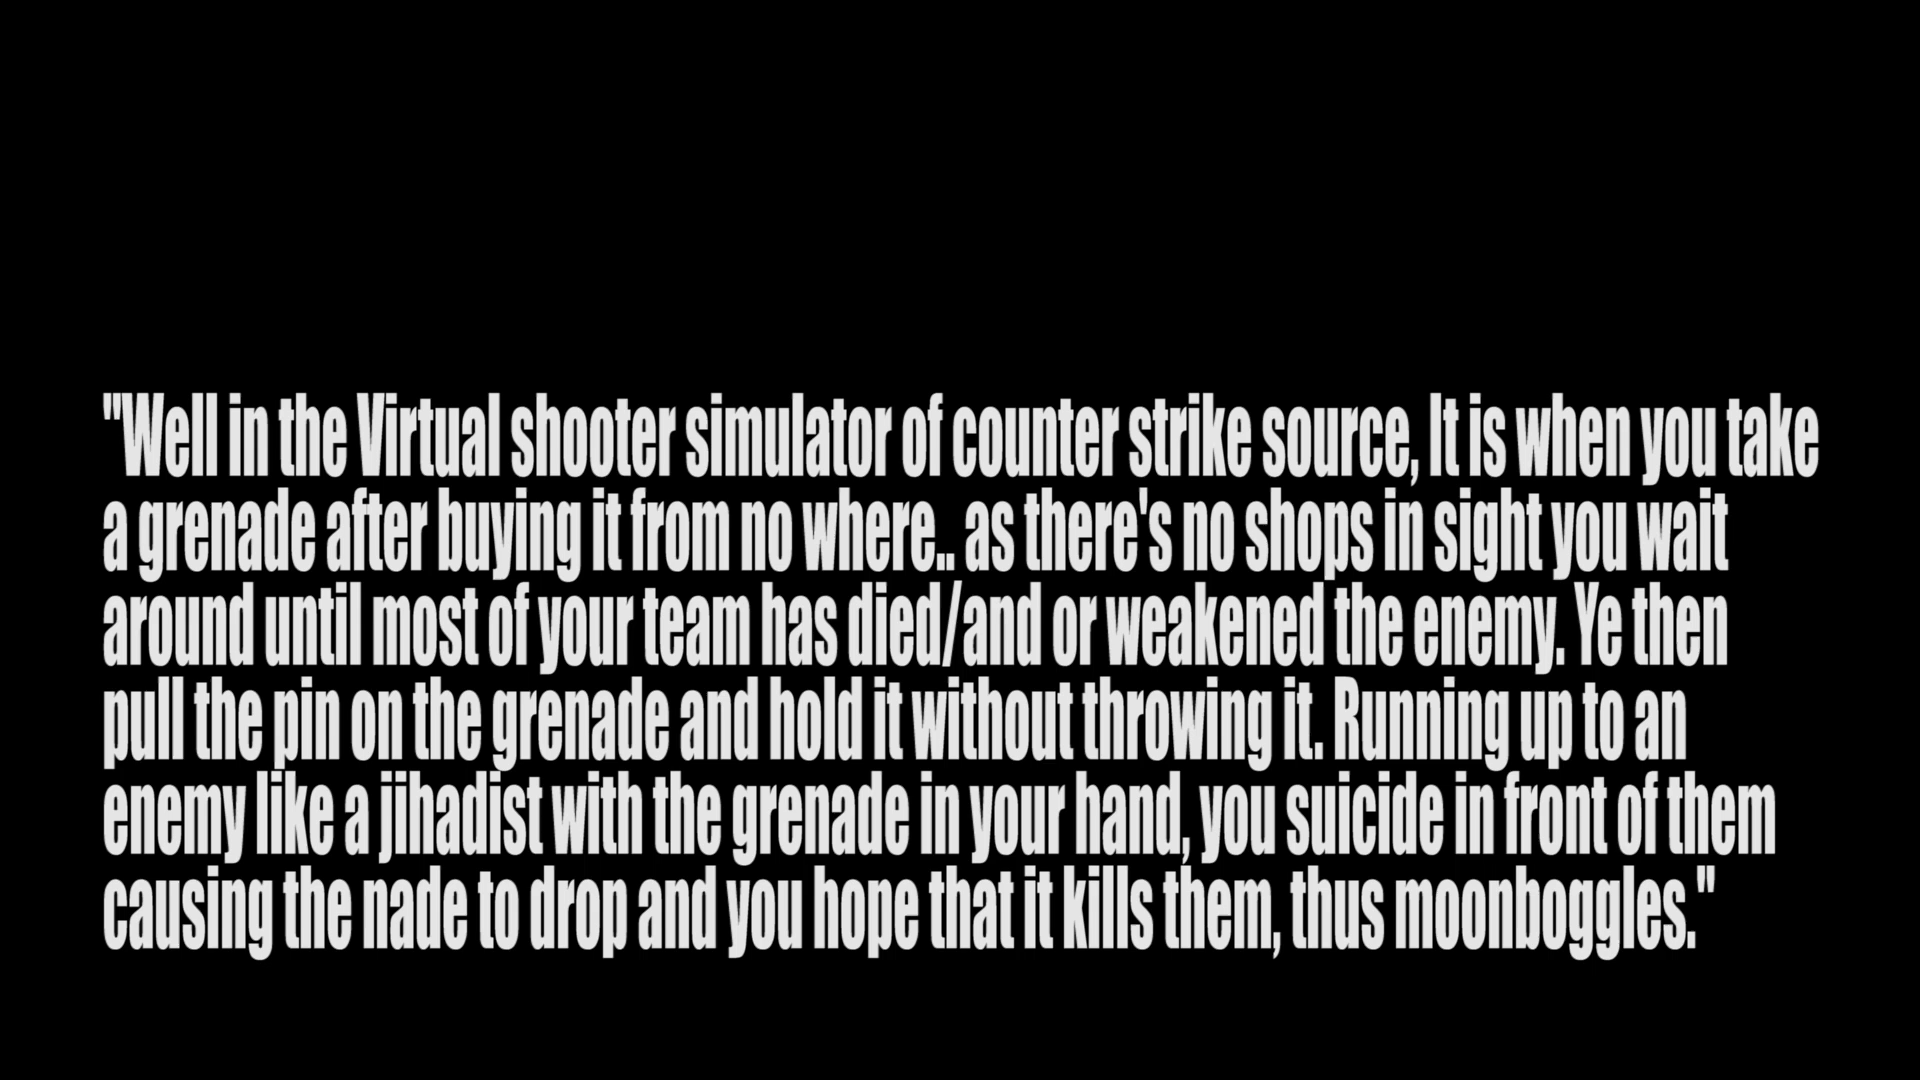 "Well in the Virtual shooter simulator of counter strike source, It is when you take
a grenade after buying it from no where.. as there's no shops in sight you wait
around until most of your team has died/and or weakened the enemy. Ye then
pull the pin on the grenade and hold it without throwing it. Running up to an
enemy like a jihadist with the grenade in your hand, you suicide in front of them
causing the nade to drop and you hope that it kills them, thus moonboggles."